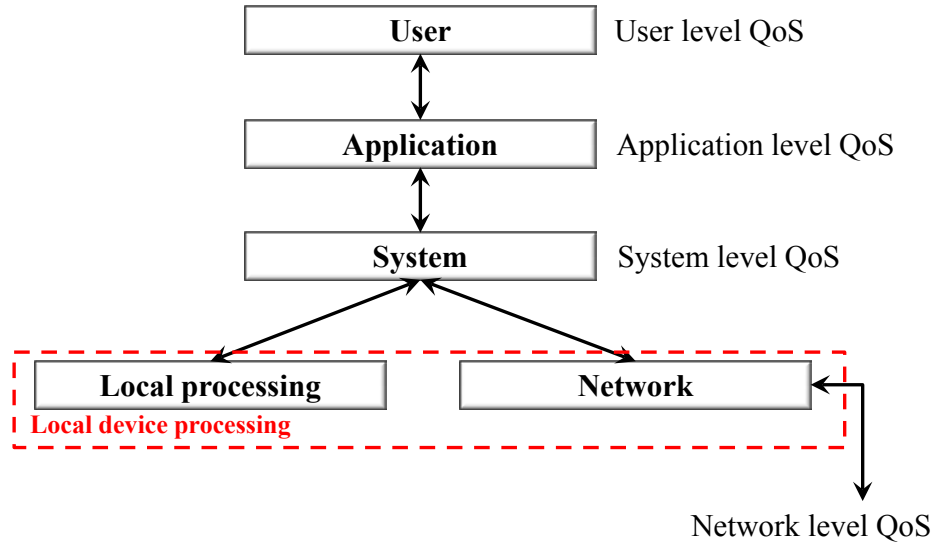 User
User level QoS
Application
Application level QoS
System
System level QoS
Local processing
Network
Local device processing
Network level QoS